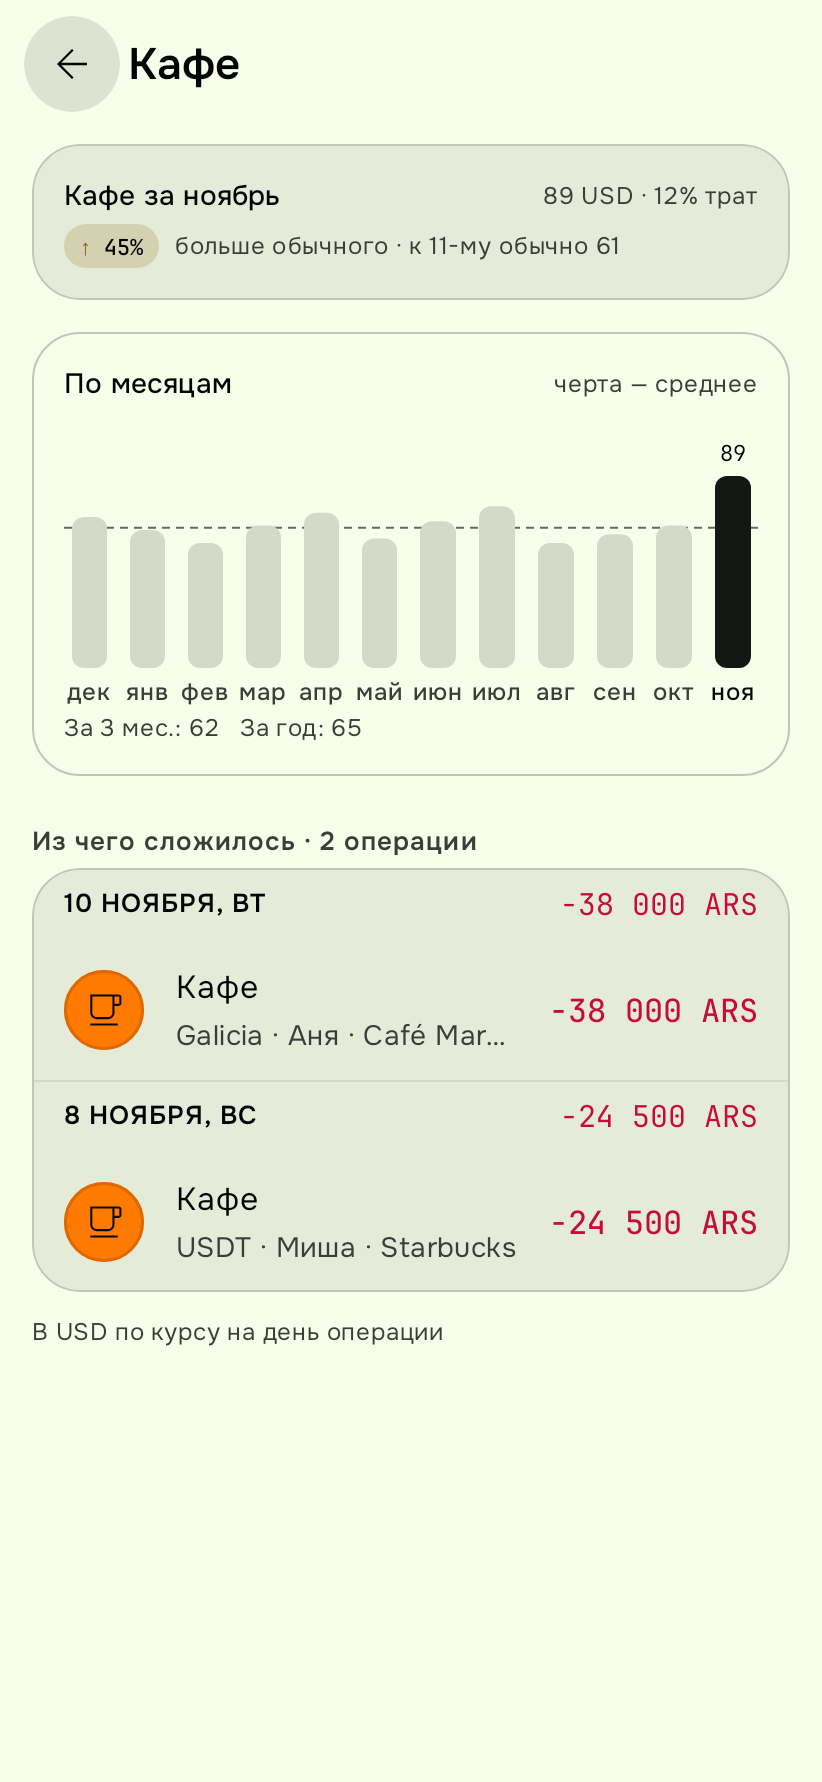 Кафе
Кафе за ноябрь 89 USD · 12% трат
↑ 45% больше обычного · к 11-му обычно 61
По месяцам черта — среднее
89
дек янв фев мар апр май июн июл авг сен окт ноя
За 3 мес.: 62 За год: 65
Из чего сложилось · 2 операции
10 НОЯБРЯ, ВТ -38 000 ARS
Кафе
-38 000 ARS
Galicia · Аня · Café Mar...
8 НОЯБРЯ, ВС -24 500 ARS
Кафе
-24 500 ARS
USDT · Миша · Starbucks
В USD по курсу на день операции